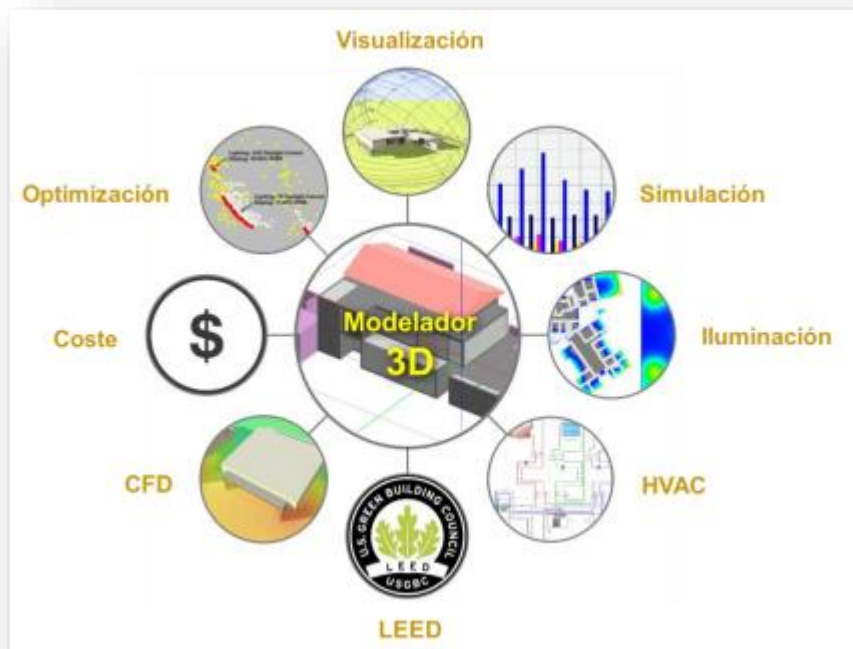 Visualización
Optimización
Simulación
Modelador
3D
Coste
$
Iluminación
CFD
HVAC
U.S. GREEN BUILDING COUNCIL
LEED
USGBC
LEED